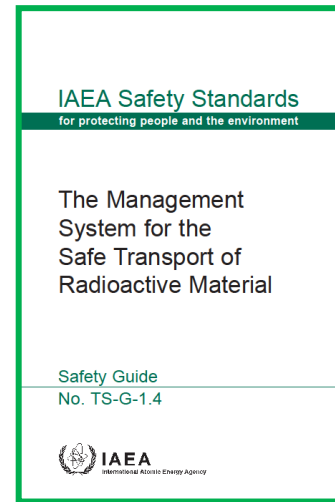 IAEA Safety Standards
for protecting people and the environment
The Management
System for the
Safe Transport of
Radioactive Material
Safety Guide
No. TS-G-1.4
IAEA
International Atomic Energy Agency